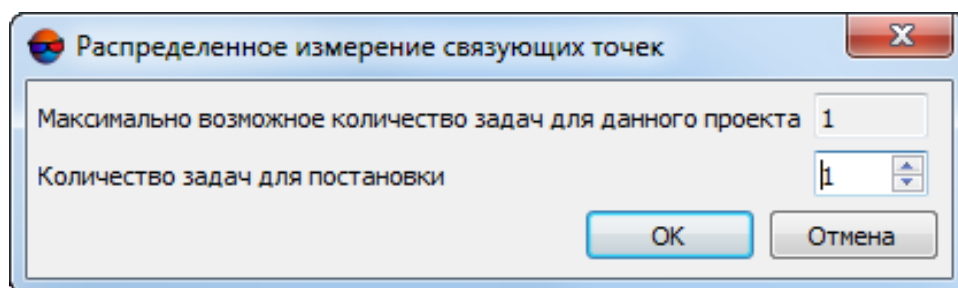 Распределенное измерение связующих точек
Максимально возможное количество задач для данного проекта 1
Количество задач для постановки 1
OK Отмена